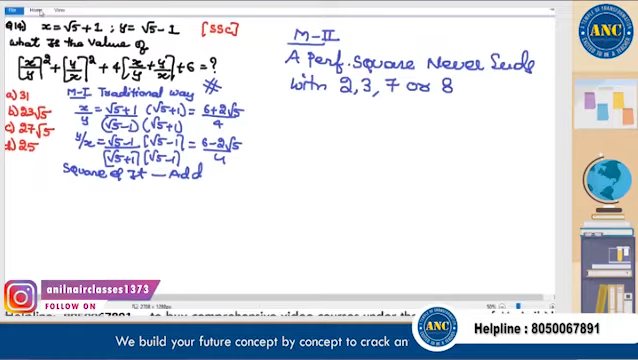 File Home View
Q14) x = √5+1 ; y = √5-1 [SSC]
what Is the Value of
[x/y]² + [y/x]² + 4[x/y + y/x] + 6 = ?
a) 31
b) 23√5
c) 27√5
d) 25
M-I Traditional way #
x/y = √5+1 (√5+1) / (√5-1) (√5+1) = 6+2√5 / 4
y/x = √5-1 [√5-1] / [√5+1] [√5-1] = 6-2√5 / 4
Square of It — Add
M-II
A Perf. Square Never Ends
with 2,3,7 or 8
A TEMPLE OF TRANSFORMATION
ANC
anilnairclasses1373
FOLLOW ON
ANC
Helpline : 8050067891
We build your future concept by concept to crack an